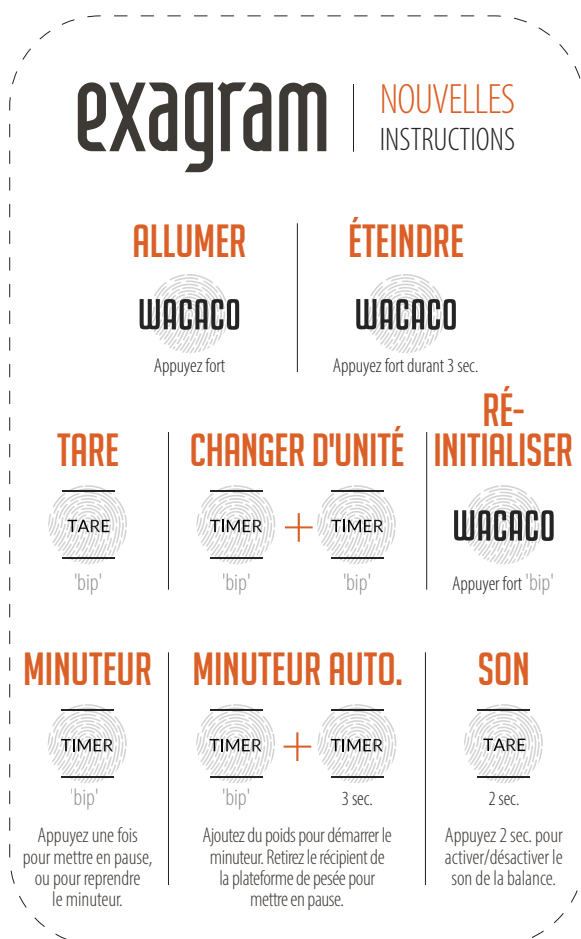 exagram
NOUVELLES
INSTRUCTIONS
ALLUMER
WACACO
Appuyez fort
ÉTEINDRE
WACACO
Appuyez fort durant 3 sec.
TARE
TARE
'bip'
CHANGER D'UNITÉ
TIMER + TIMER
'bip' 'bip'
RÉ-
INITIALISER
WACACO
Appuyer fort 'bip'
MINUTEUR
TIMER
'bip'
Appuyez une fois
pour mettre en pause,
ou pour reprendre
le minuteur.
MINUTEUR AUTO.
TIMER + TIMER
'bip' 3 sec.
Ajoutez du poids pour démarrer le
minuteur. Retirez le récipient de
la plateforme de pesée pour
mettre en pause.
SON
TARE
2 sec.
Appuyez 2 sec. pour
activer/désactiver le
son de la balance.